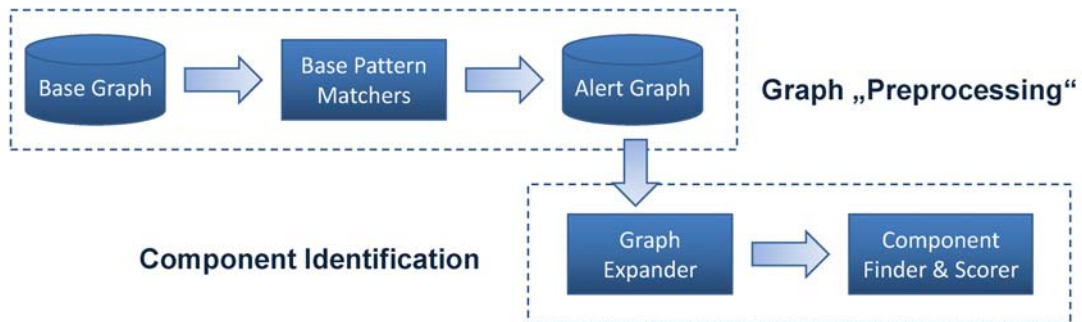 Base Graph
Base Pattern
Matchers
Alert Graph
Graph „Preprocessing“
Component Identification
Graph
Expander
Component
Finder & Scorer